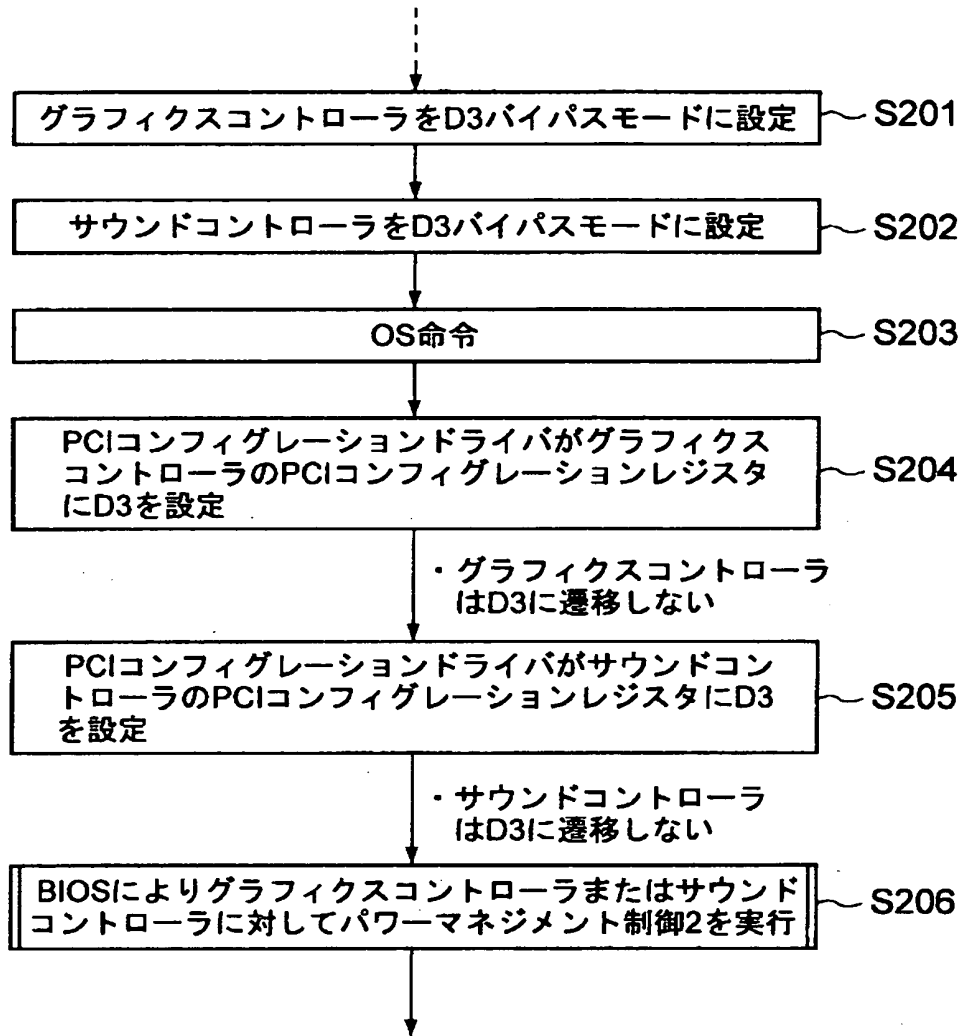 グラフィクスコントローラをD3バイパスモードに設定
S201
サウンドコントローラをD3バイパスモードに設定
S202
OS命令
S203
PCIコンフィグレーションドライバがグラフィクス
コントローラのPCIコンフィグレーションレジスタ
にD3を設定
S204
・グラフィクスコントローラ
はD3に遷移しない
PCIコンフィグレーションドライバがサウンドコン
トローラのPCIコンフィグレーションレジスタにD3
を設定
S205
・サウンドコントローラ
はD3に遷移しない
BIOSによりグラフィクスコントローラまたはサウンド
コントローラに対してパワーマネジメント制御2を実行
S206